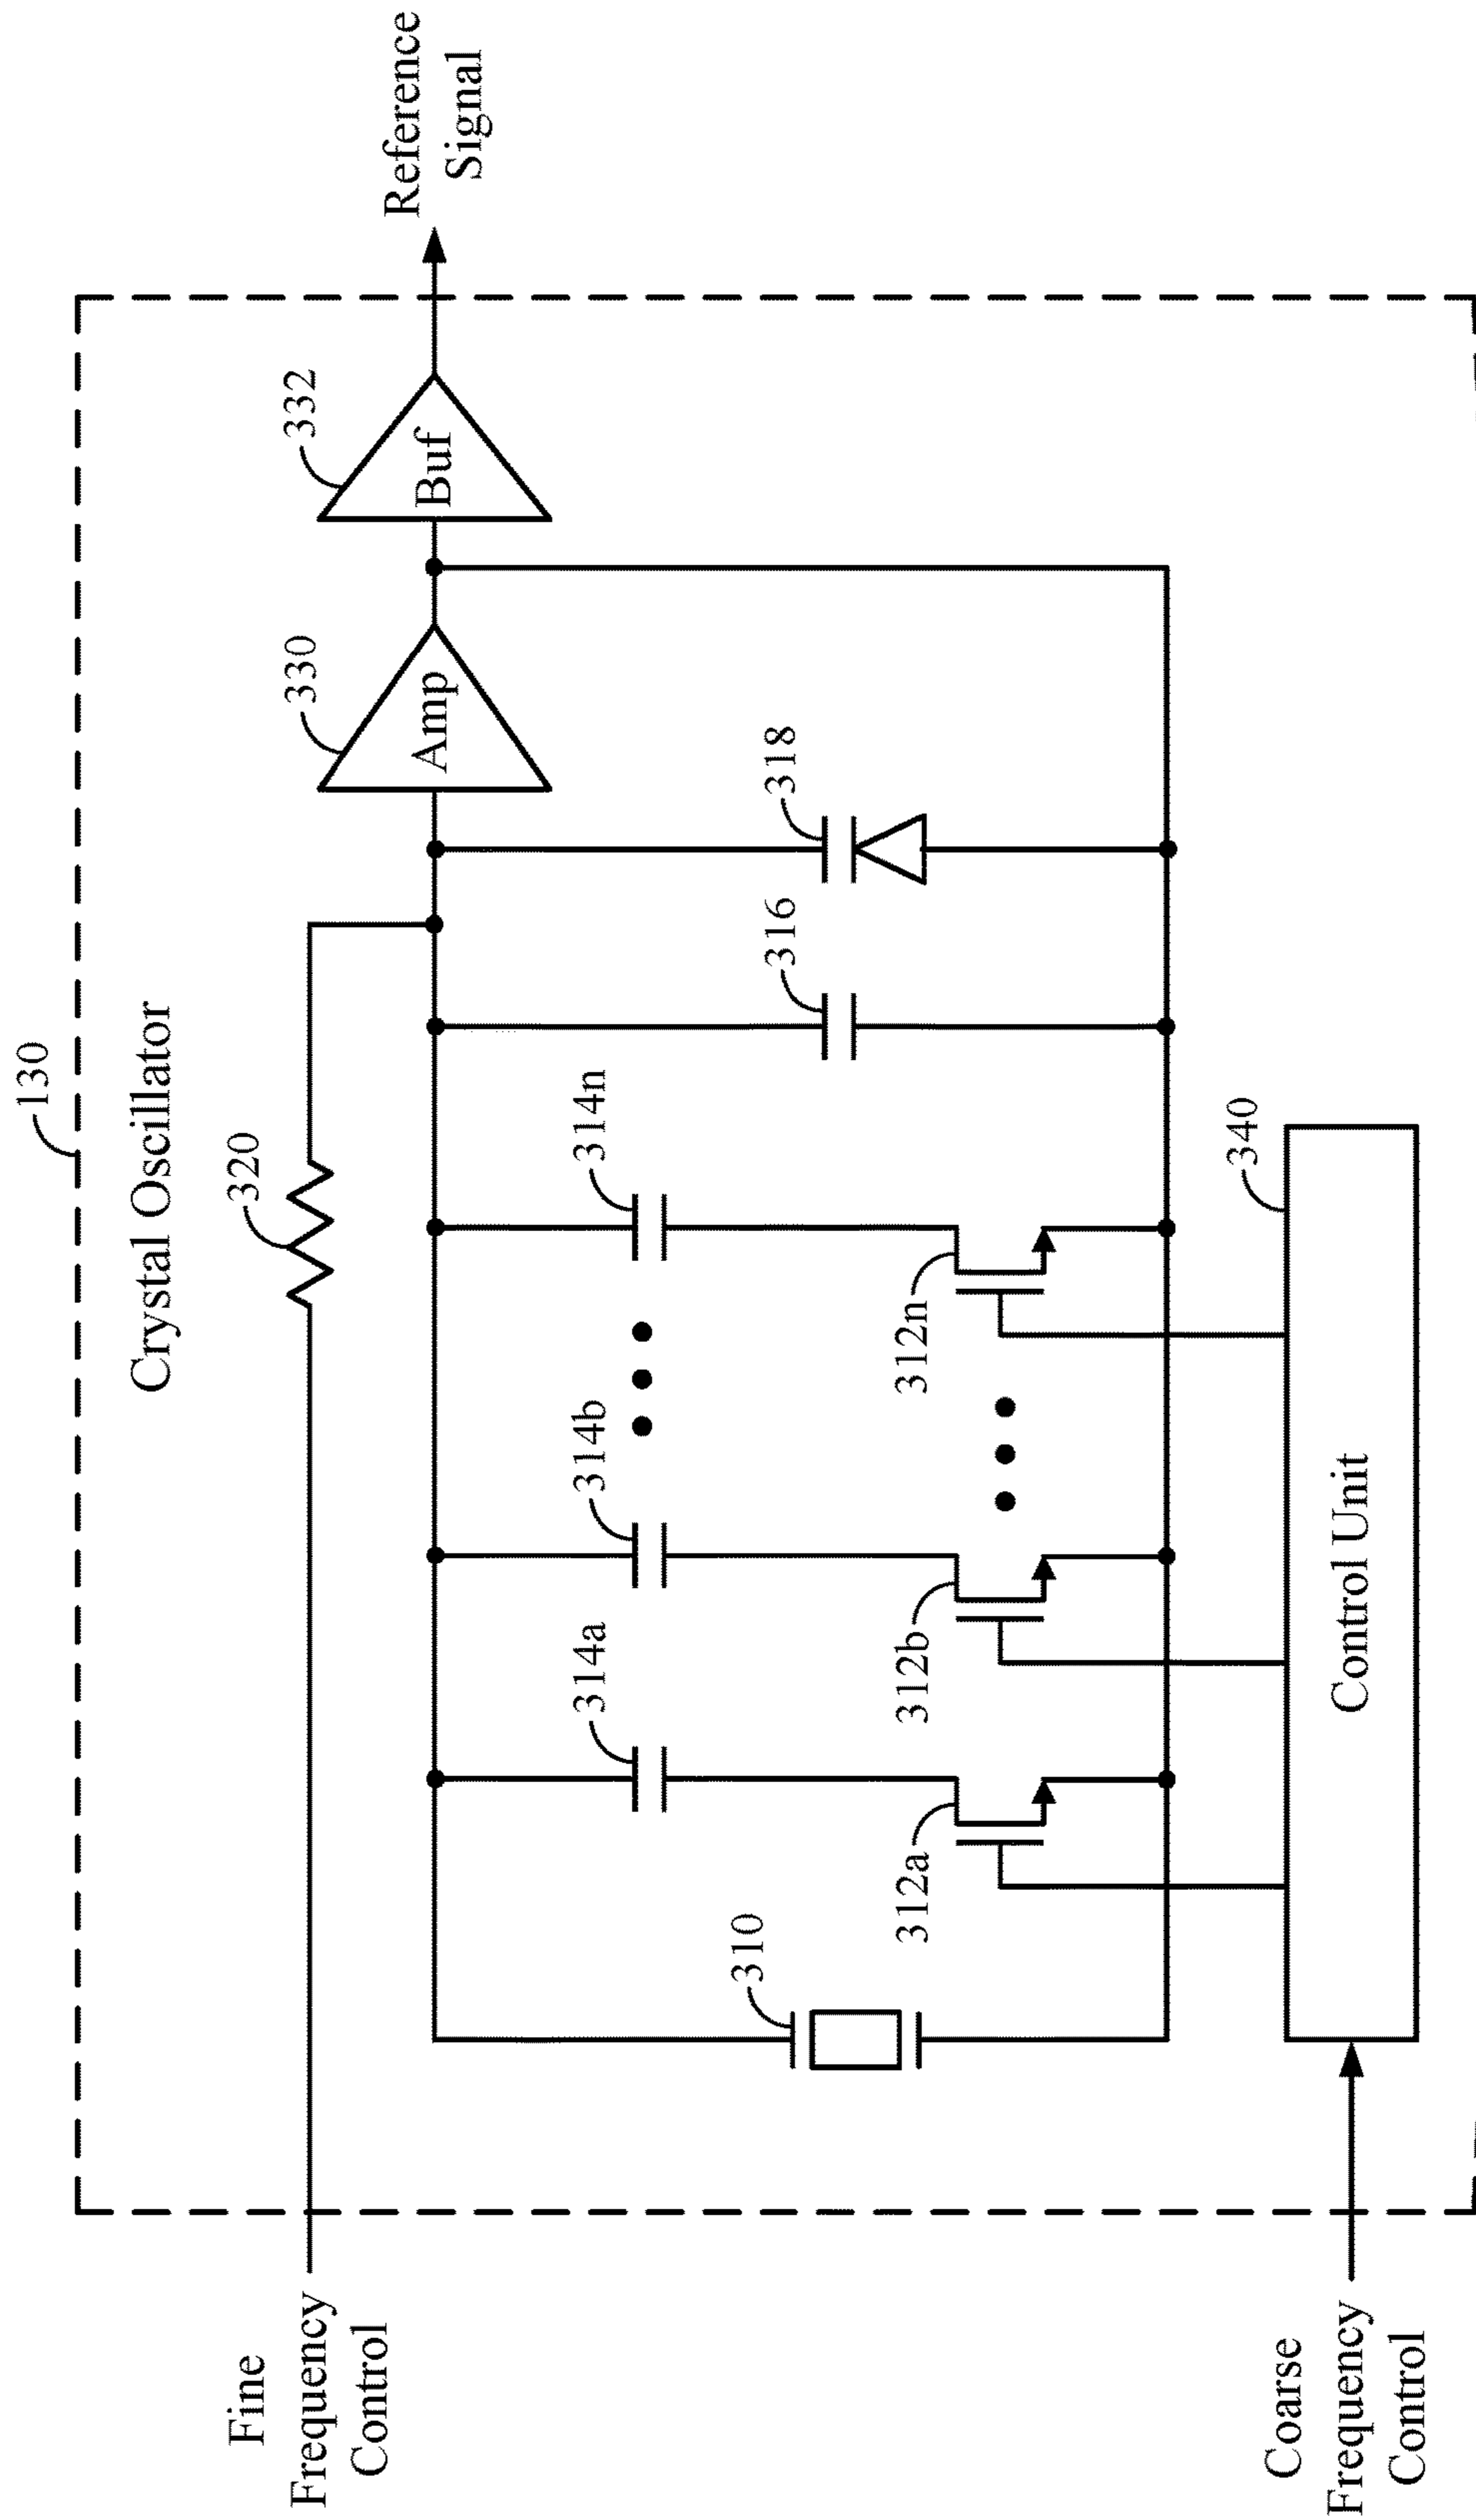 130
Crystal Oscillator
Fine
Frequency
Control
320
330
332
Amp
Buf
Reference
Signal
314a
314b
314n
316
318
310
312a
312b
312n
340
Control Unit
Coarse
Frequency
Control